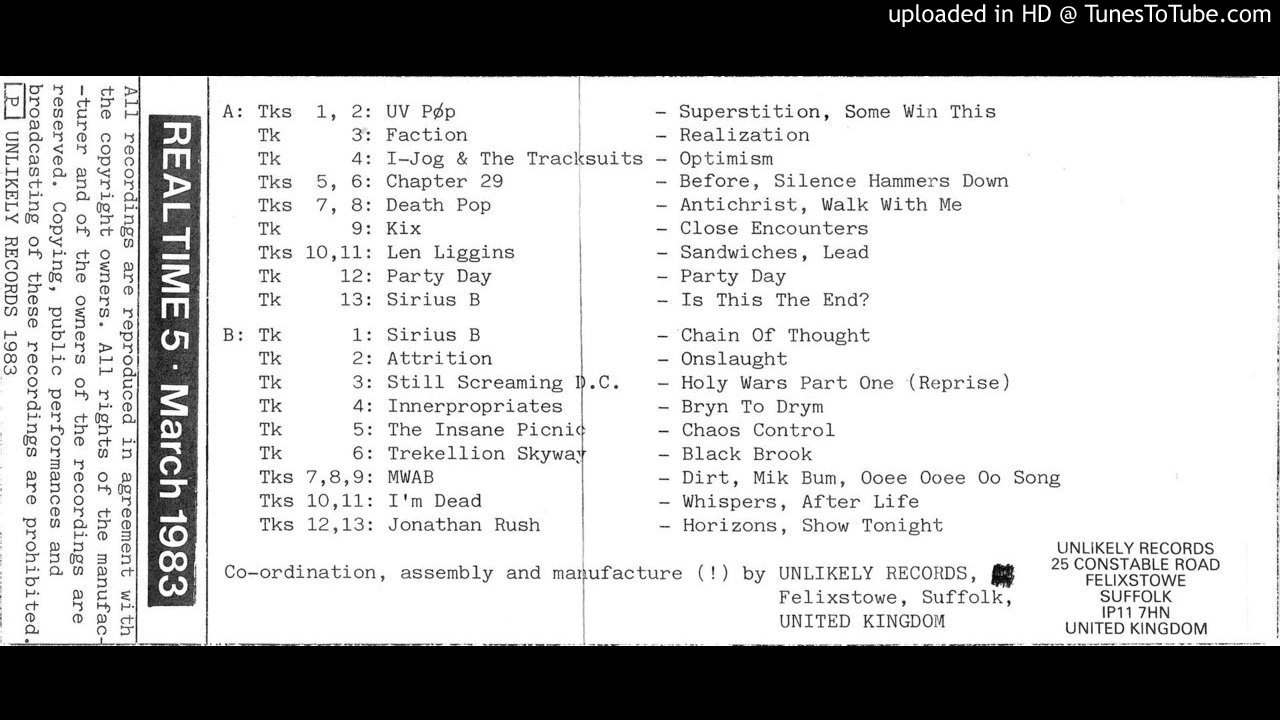 uploaded in HD @ TunesToTube.com
All recordings are reproduced in agreement with
the copyright owners. All rights of the manufac-
-turer and of the owners of the recordings are
reserved. Copying, public performances and
broadcasting of these recordings are prohibited.
P UNLIKELY RECORDS 1983
REAL TIME 5 · March 1983
A: Tks 1, 2: UV Pøp – Superstition, Some Win This
Tk 3: Faction – Realization
Tk 4: I-Jog & The Tracksuits – Optimism
Tks 5, 6: Chapter 29 – Before, Silence Hammers Down
Tks 7, 8: Death Pop – Antichrist, Walk With Me
Tk 9: Kix – Close Encounters
Tks 10,11: Len Liggins – Sandwiches, Lead
Tk 12: Party Day – Party Day
Tk 13: Sirius B – Is This The End?
B: Tk 1: Sirius B – Chain Of Thought
Tk 2: Attrition – Onslaught
Tk 3: Still Screaming D.C. – Holy Wars Part One (Reprise)
Tk 4: Innerpropriates – Bryn To Drym
Tk 5: The Insane Picnic – Chaos Control
Tk 6: Trekellion Skyway – Black Brook
Tks 7,8,9: MWAB – Dirt, Mik Bum, Ooee Ooee Oo Song
Tks 10,11: I'm Dead – Whispers, After Life
Tks 12,13: Jonathan Rush – Horizons, Show Tonight
Co-ordination, assembly and manufacture (!) by UNLIKELY RECORDS,
Felixstowe, Suffolk,
UNITED KINGDOM
UNLIKELY RECORDS
25 CONSTABLE ROAD
FELIXSTOWE
SUFFOLK
IP11 7HN
UNITED KINGDOM